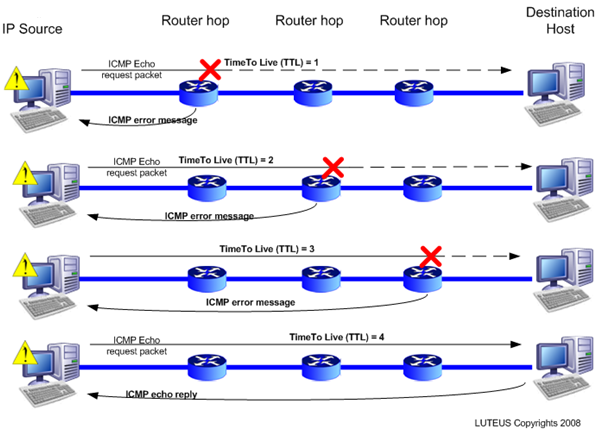 IP Source
Router hop
Router hop
Router hop
Destination
Host
ICMP Echo
request packet
TimeTo Live (TTL) = 1
ICMP error message
ICMP Echo
request packet
TimeTo Live (TTL) = 2
ICMP error message
TimeTo Live (TTL) = 3
ICMP error message
ICMP Echo
request packet
TimeTo Live (TTL) = 4
ICMP echo reply
LUTEUS Copyrights 2008